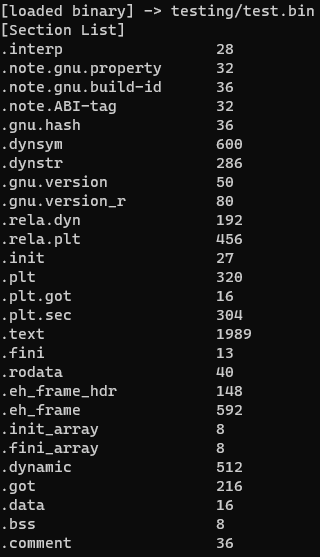 [loaded binary] -> testing/test.bin
[Section List]
.interp 28
.note.gnu.property 32
.note.gnu.build-id 36
.note.ABI-tag 32
.gnu.hash 36
.dynsym 600
.dynstr 286
.gnu.version 50
.gnu.version_r 80
.rela.dyn 192
.rela.plt 456
.init 27
.plt 320
.plt.got 16
.plt.sec 304
.text 1989
.fini 13
.rodata 40
.eh_frame_hdr 148
.eh_frame 592
.init_array 8
.fini_array 8
.dynamic 512
.got 216
.data 16
.bss 8
.comment 36